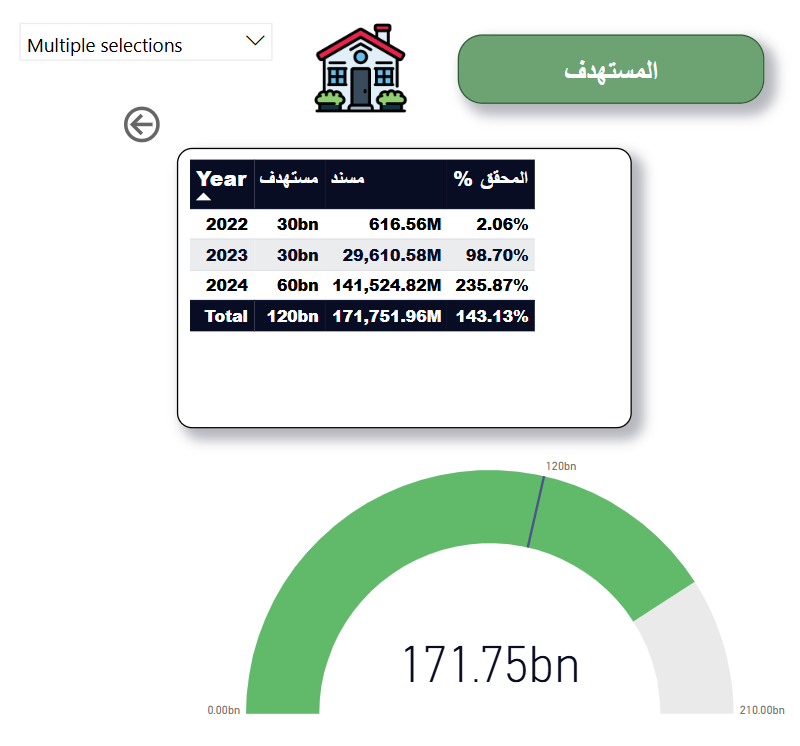 Multiple selections
المستهدف
Year مستهدف مسند المحقق %
2022 30bn 616.56M 2.06%
2023 30bn 29,610.58M 98.70%
2024 60bn 141,524.82M 235.87%
Total 120bn 171,751.96M 143.13%
120bn
171.75bn
0.00bn
210.00bn